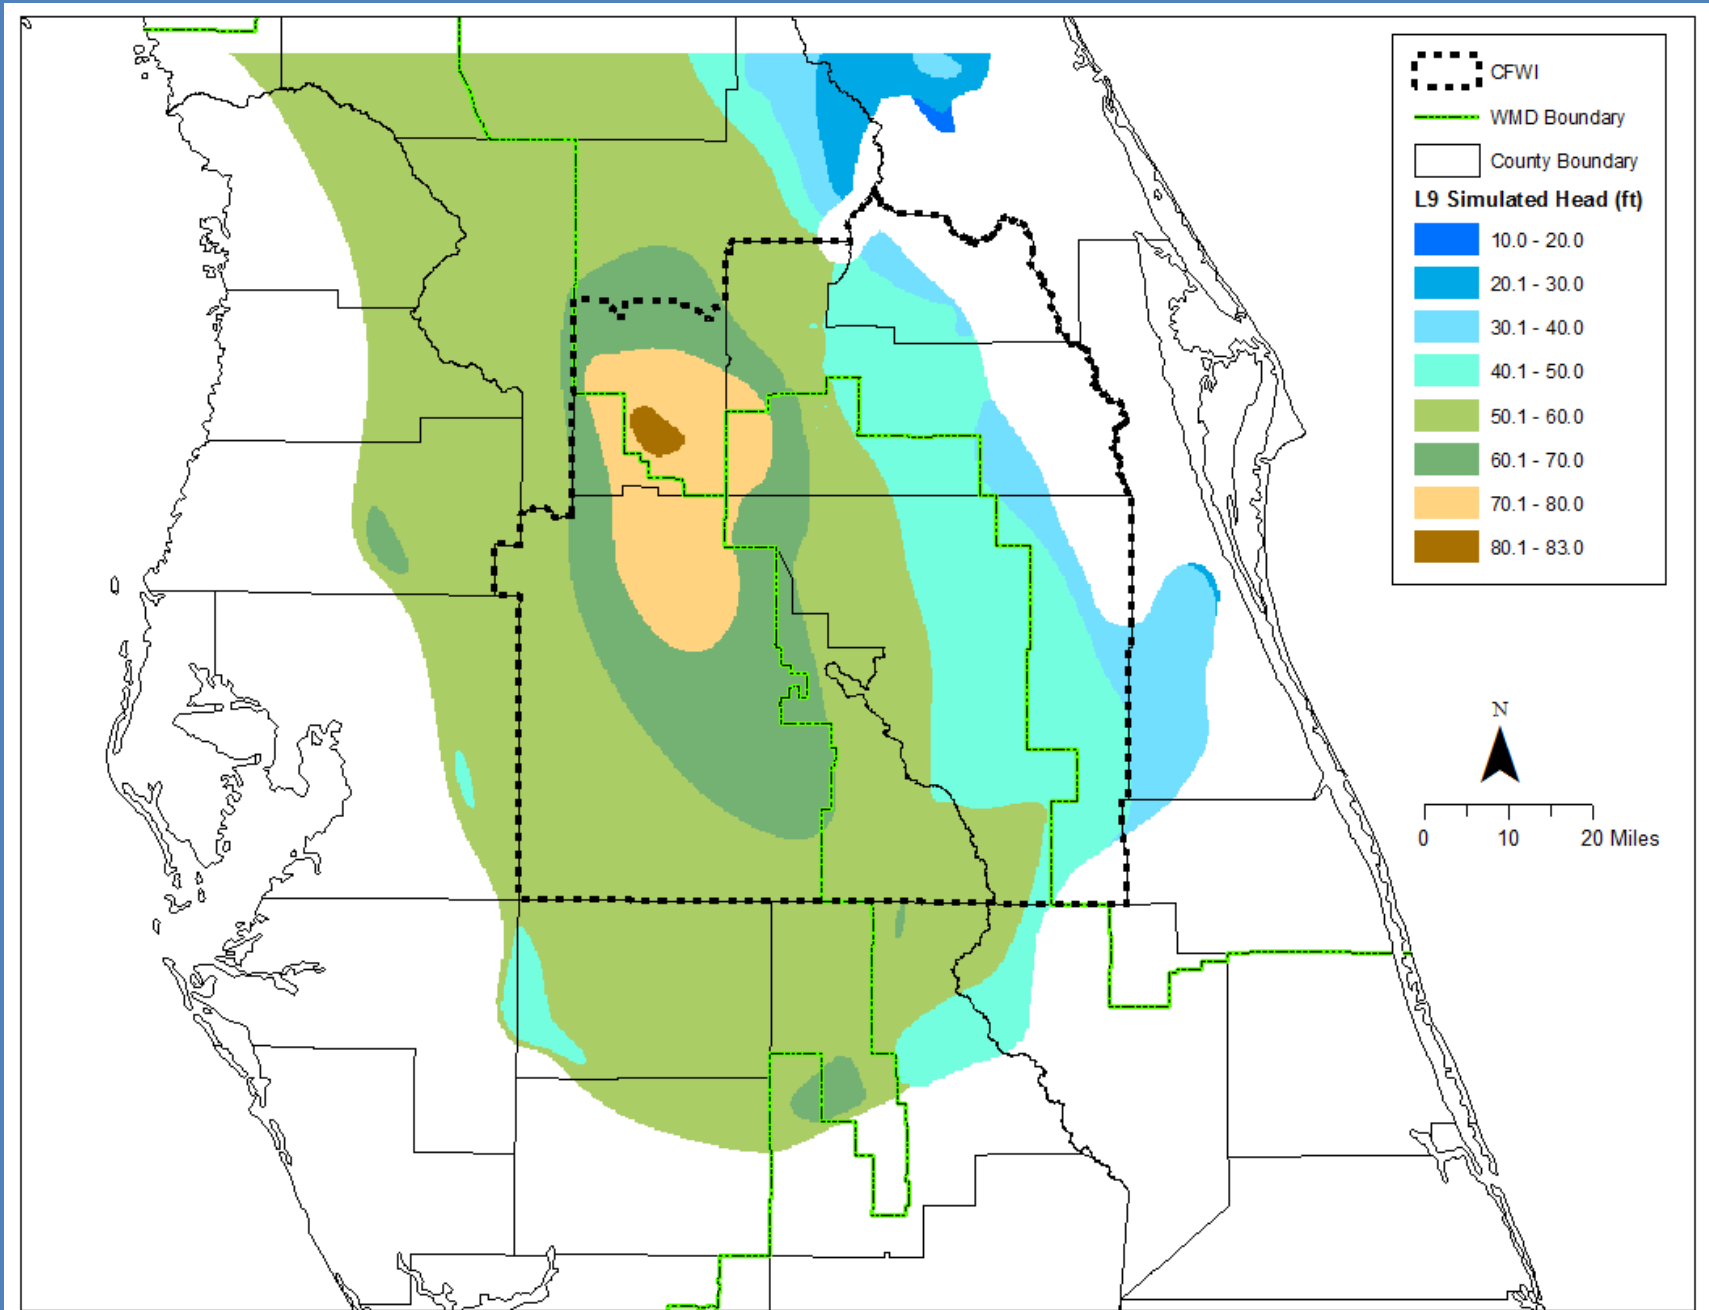 CFWI
WMD Boundary
County Boundary
L9 Simulated Head (ft)
10.0 - 20.0
20.1 - 30.0
30.1 - 40.0
40.1 - 50.0
50.1 - 60.0
60.1 - 70.0
70.1 - 80.0
80.1 - 83.0
N
0 10 20 Miles